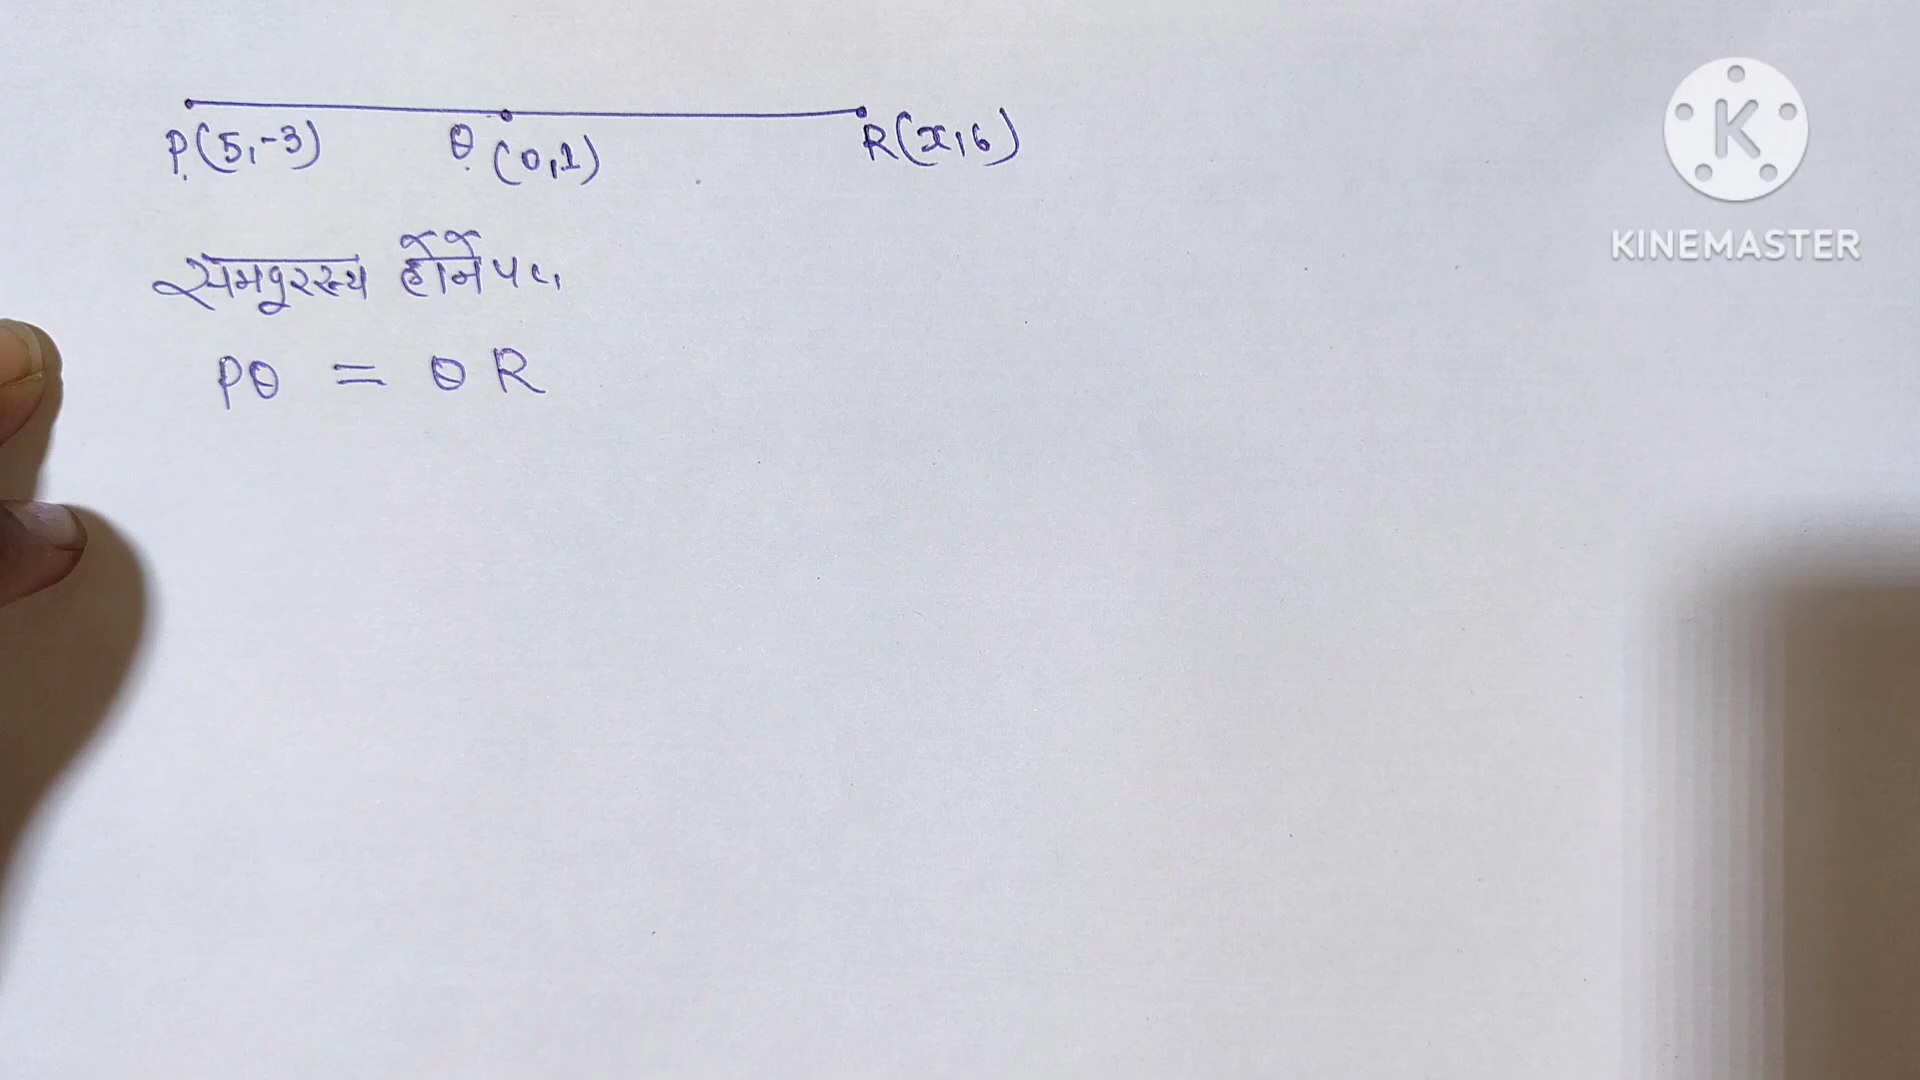 P(5,-3) Q(0,1) R(x,6)
समदूरस्थ होने पर,
PQ = QR
K
KINEMASTER